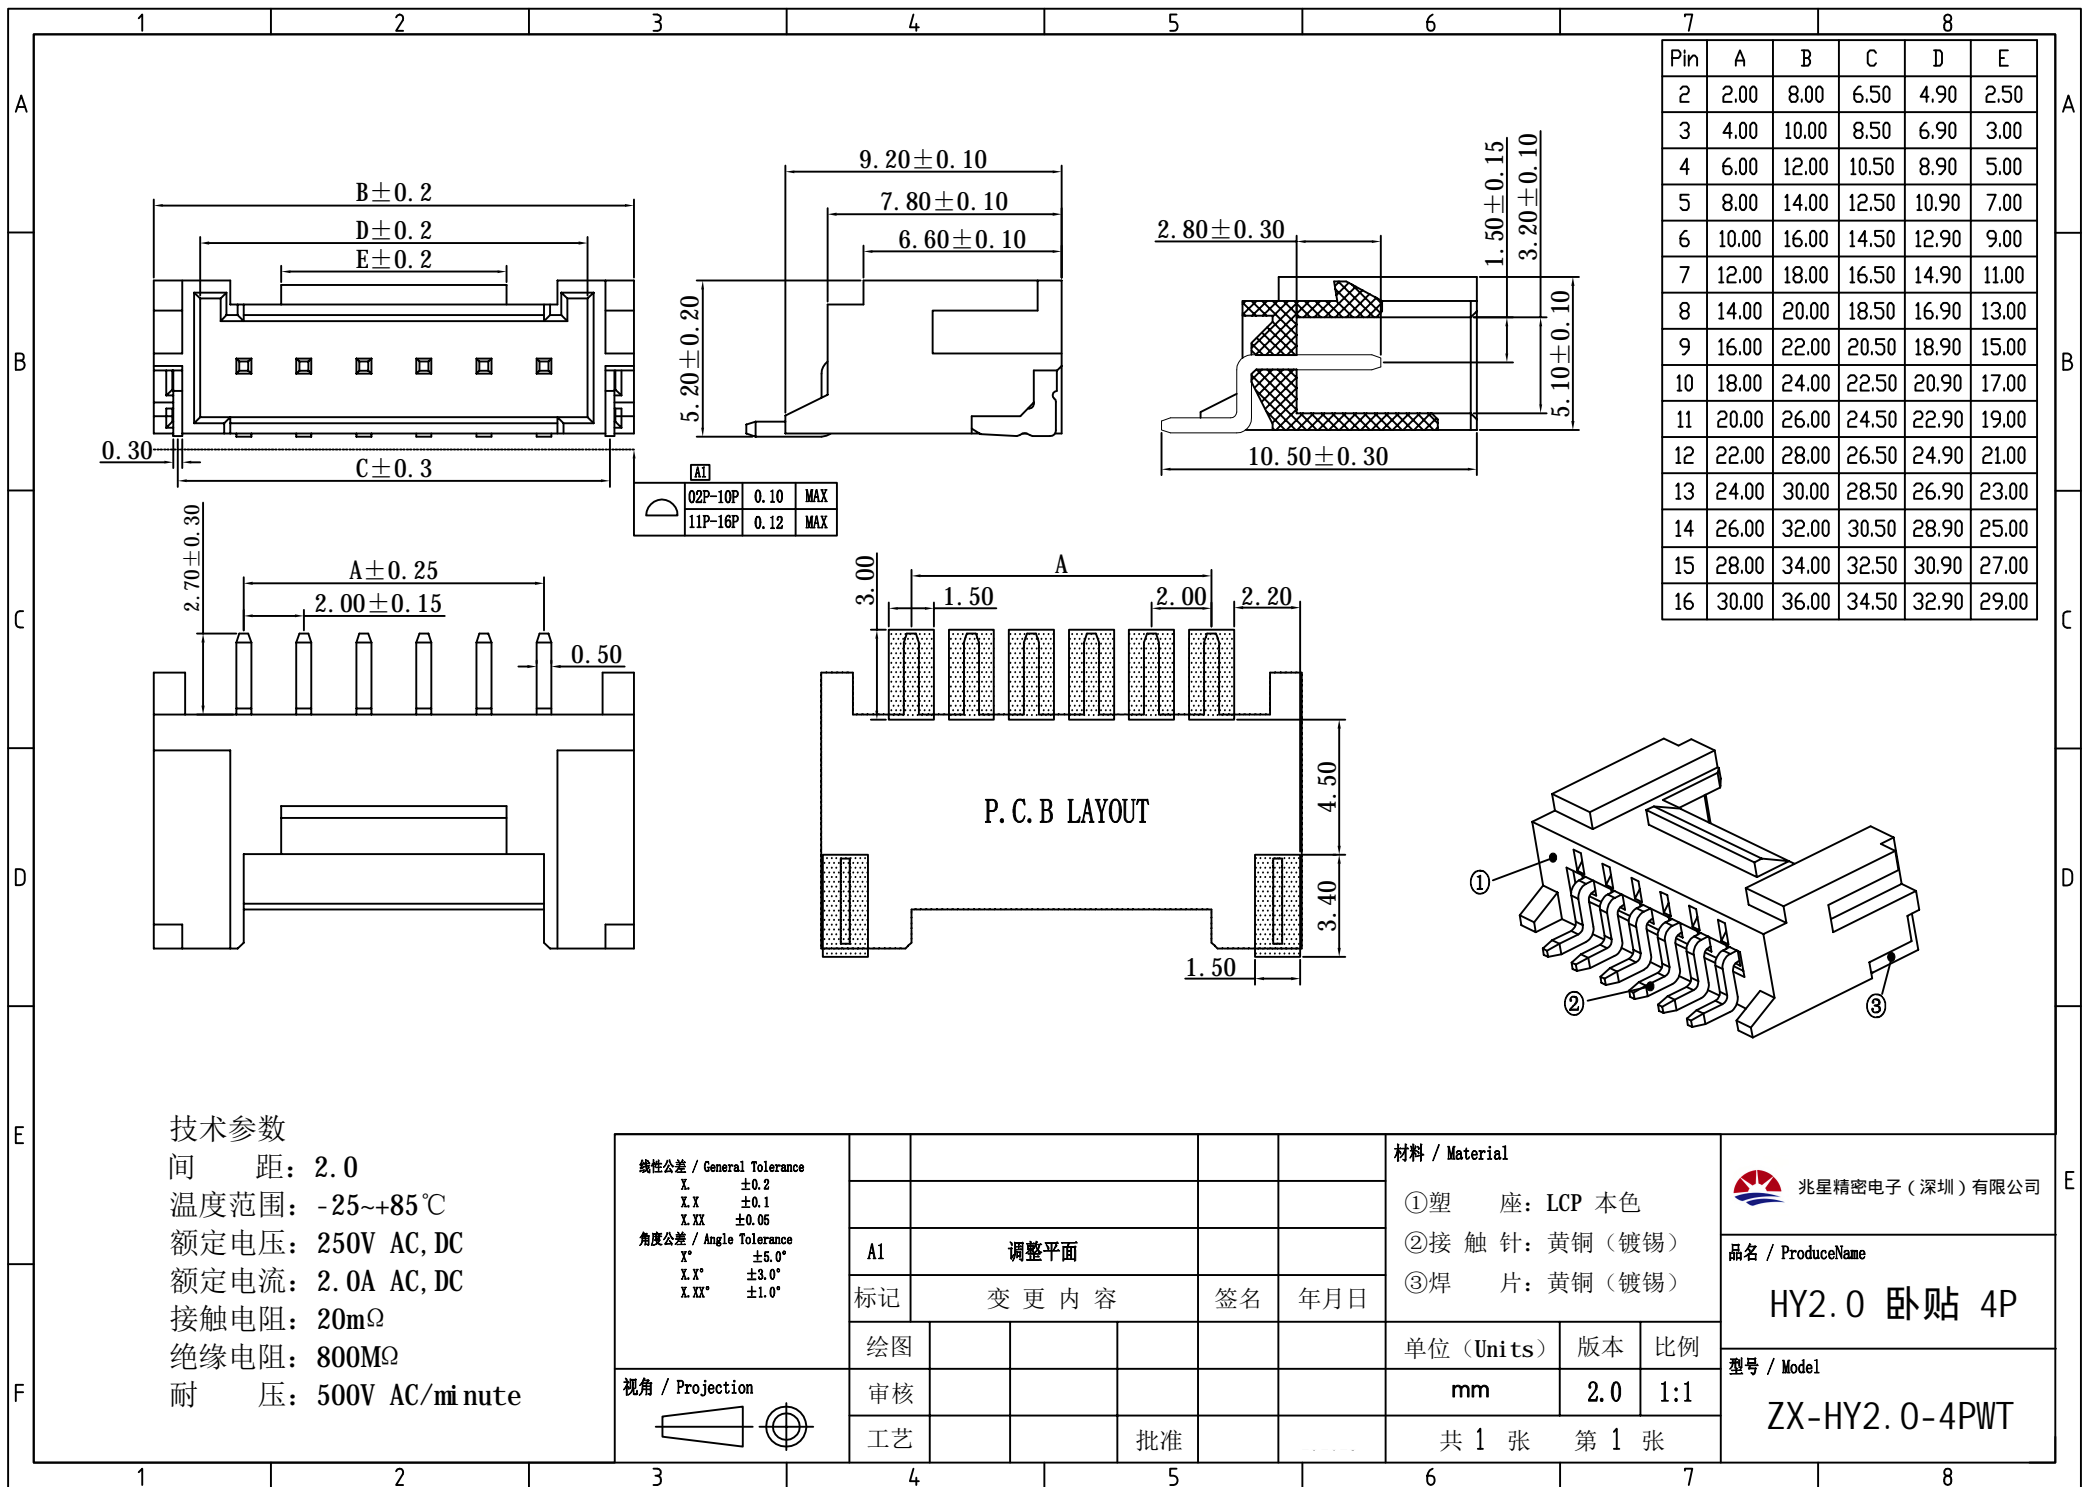 1 2 3 4 5 6 7 8
A
B
C
D
E
F
Pin A B C D E
2 2.00 8.00 6.50 4.90 2.50
3 4.00 10.00 8.50 6.90 3.00
4 6.00 12.00 10.50 8.90 5.00
5 8.00 14.00 12.50 10.90 7.00
6 10.00 16.00 14.50 12.90 9.00
7 12.00 18.00 16.50 14.90 11.00
8 14.00 20.00 18.50 16.90 13.00
9 16.00 22.00 20.50 18.90 15.00
10 18.00 24.00 22.50 20.90 17.00
11 20.00 26.00 24.50 22.90 19.00
12 22.00 28.00 26.50 24.90 21.00
13 24.00 30.00 28.50 26.90 23.00
14 26.00 32.00 30.50 28.90 25.00
15 28.00 34.00 32.50 30.90 27.00
16 30.00 36.00 34.50 32.90 29.00
B±0.2
D±0.2
E±0.2
0.30
C±0.3
9.20±0.10
7.80±0.10
6.60±0.10
5.20±0.20
2.80±0.30
1.50±0.15
3.20±0.10
5.10±0.10
10.50±0.30
A1
02P-10P 0.10 MAX
11P-16P 0.12 MAX
2.70±0.30
A±0.25
2.00±0.15
0.50
3.00
A
1.50
2.00
2.20
P.C.B LAYOUT
4.50
3.40
1.50
①
②
③
技术参数
间 距：2.0
温度范围：-25~+85℃
额定电压：250V AC,DC
额定电流：2.0A AC,DC
接触电阻：20mΩ
绝缘电阻：800MΩ
耐 压：500V AC/minute
线性公差 / General Tolerance
X. ±0.2
X.X ±0.1
X.XX ±0.05
角度公差 / Angle Tolerance
X° ±5.0°
X.X° ±3.0°
X.XX° ±1.0°
视角 / Projection
A1 调整平面
标记 变 更 内 容 签名 年月日
绘图
审核
工艺 批准
材料 / Material
①塑 座：LCP 本色
②接 触 针：黄铜（镀锡）
③焊 片：黄铜（镀锡）
单位（Units） 版本 比例
mm 2.0 1:1
共 1 张 第 1 张
兆星精密电子（深圳）有限公司
品名 / ProduceName
HY2.0 卧贴 4P
型号 / Model
ZX-HY2.0-4PWT
A
B
C
D
E
1 2 3 4 5 6 7 8